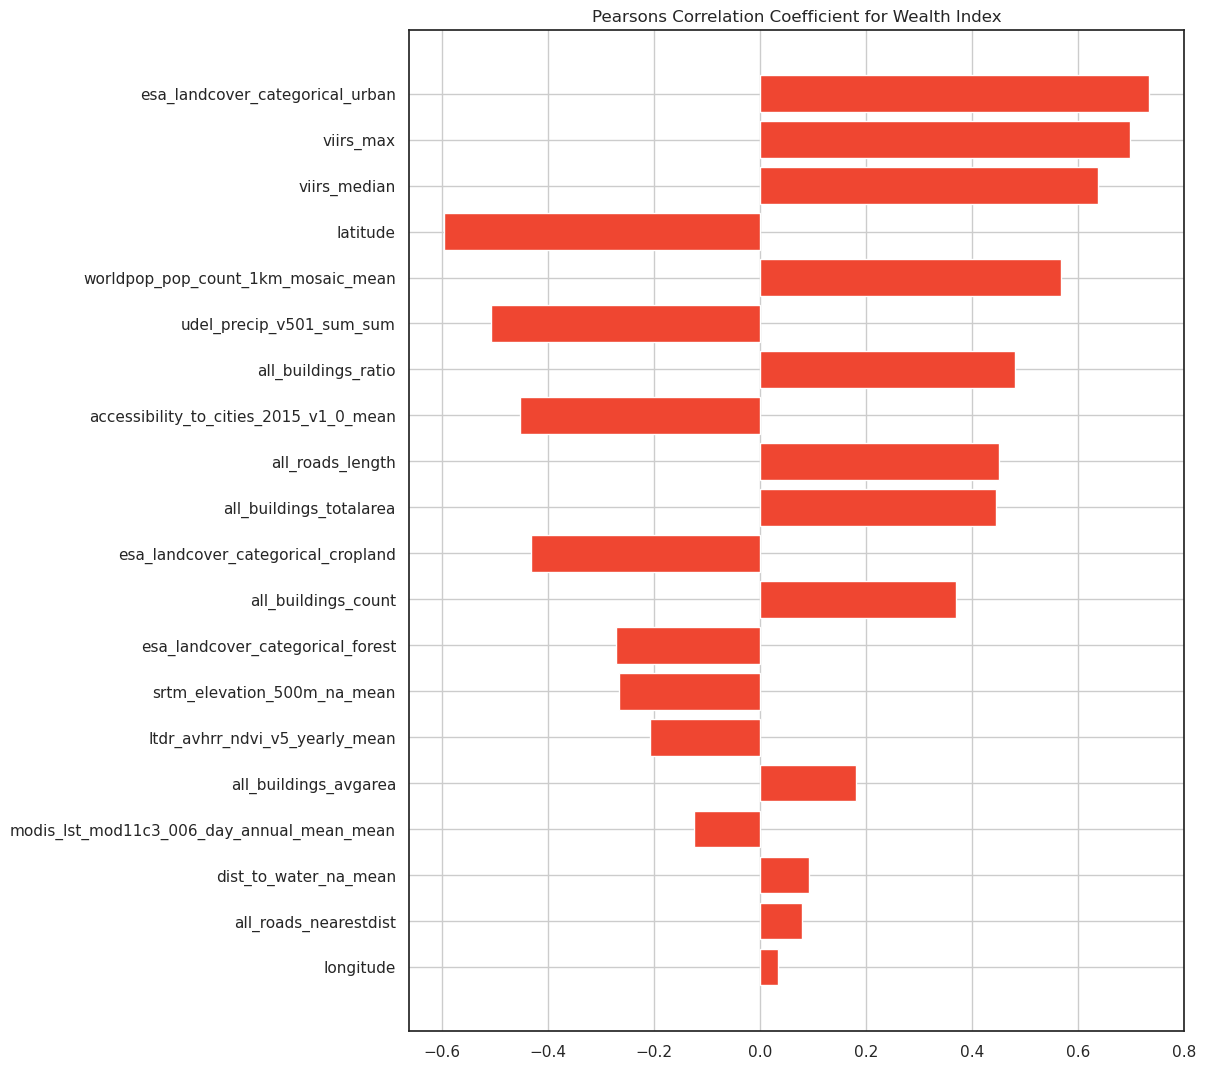 Pearsons Correlation Coefficient for Wealth Index
esa_landcover_categorical_urban
viirs_max
viirs_median
latitude
worldpop_pop_count_1km_mosaic_mean
udel_precip_v501_sum_sum
all_buildings_ratio
accessibility_to_cities_2015_v1_0_mean
all_roads_length
all_buildings_totalarea
esa_landcover_categorical_cropland
all_buildings_count
esa_landcover_categorical_forest
srtm_elevation_500m_na_mean
ltdr_avhrr_ndvi_v5_yearly_mean
all_buildings_avgarea
modis_lst_mod11c3_006_day_annual_mean_mean
dist_to_water_na_mean
all_roads_nearestdist
longitude
−0.6 −0.4 −0.2 0.0 0.2 0.4 0.6 0.8